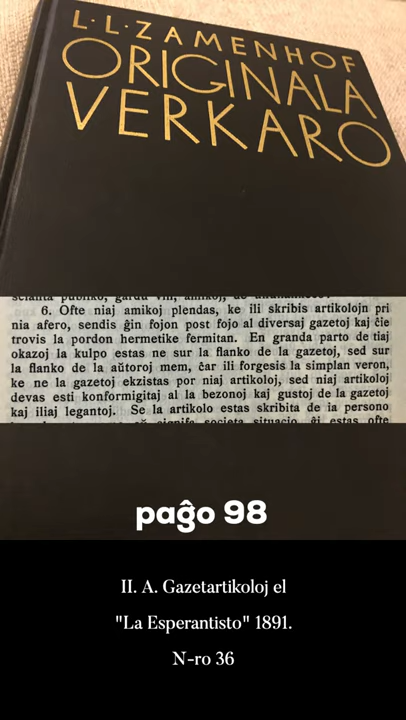 L·L·ZAMENHOF
ORIGINALA
VERKARO
6. Ofte niaj amikoj plendas, ke ili skribis artikolojn pri
nia afero, sendis ĝin fojon post fojo al diversaj gazetoj kaj ĉie
trovis la pordon hermetike fermitan. En granda parto de tiaj
okazoj la kulpo estas ne sur la flanko de la gazetoj, sed sur
la flanko de la aŭtoroj mem, ĉar ili forgesis la simplan veron,
ke ne la gazetoj ekzistas por niaj artikoloj, sed niaj artikoloj
devas esti konformigitaj al la bezonoj kaj gustoj de la gazetoj
kaj iliaj legantoj. Se la artikolo estas skribita de ia persono
societa situacio, ĝi estas ofte
paĝo 98
II. A. Gazetartikoloj el
"La Esperantisto" 1891.
N-ro 36